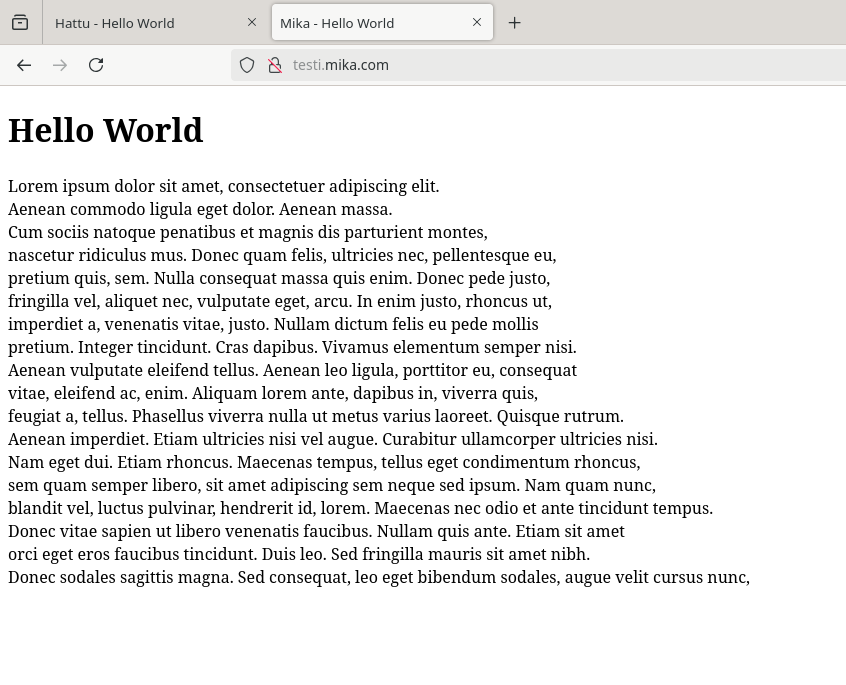 Hattu - Hello World
Mika - Hello World
testi.mika.com
Hello World
Lorem ipsum dolor sit amet, consectetuer adipiscing elit.
Aenean commodo ligula eget dolor. Aenean massa.
Cum sociis natoque penatibus et magnis dis parturient montes,
nascetur ridiculus mus. Donec quam felis, ultricies nec, pellentesque eu,
pretium quis, sem. Nulla consequat massa quis enim. Donec pede justo,
fringilla vel, aliquet nec, vulputate eget, arcu. In enim justo, rhoncus ut,
imperdiet a, venenatis vitae, justo. Nullam dictum felis eu pede mollis
pretium. Integer tincidunt. Cras dapibus. Vivamus elementum semper nisi.
Aenean vulputate eleifend tellus. Aenean leo ligula, porttitor eu, consequat
vitae, eleifend ac, enim. Aliquam lorem ante, dapibus in, viverra quis,
feugiat a, tellus. Phasellus viverra nulla ut metus varius laoreet. Quisque rutrum.
Aenean imperdiet. Etiam ultricies nisi vel augue. Curabitur ullamcorper ultricies nisi.
Nam eget dui. Etiam rhoncus. Maecenas tempus, tellus eget condimentum rhoncus,
sem quam semper libero, sit amet adipiscing sem neque sed ipsum. Nam quam nunc,
blandit vel, luctus pulvinar, hendrerit id, lorem. Maecenas nec odio et ante tincidunt tempus.
Donec vitae sapien ut libero venenatis faucibus. Nullam quis ante. Etiam sit amet
orci eget eros faucibus tincidunt. Duis leo. Sed fringilla mauris sit amet nibh.
Donec sodales sagittis magna. Sed consequat, leo eget bibendum sodales, augue velit cursus nunc,